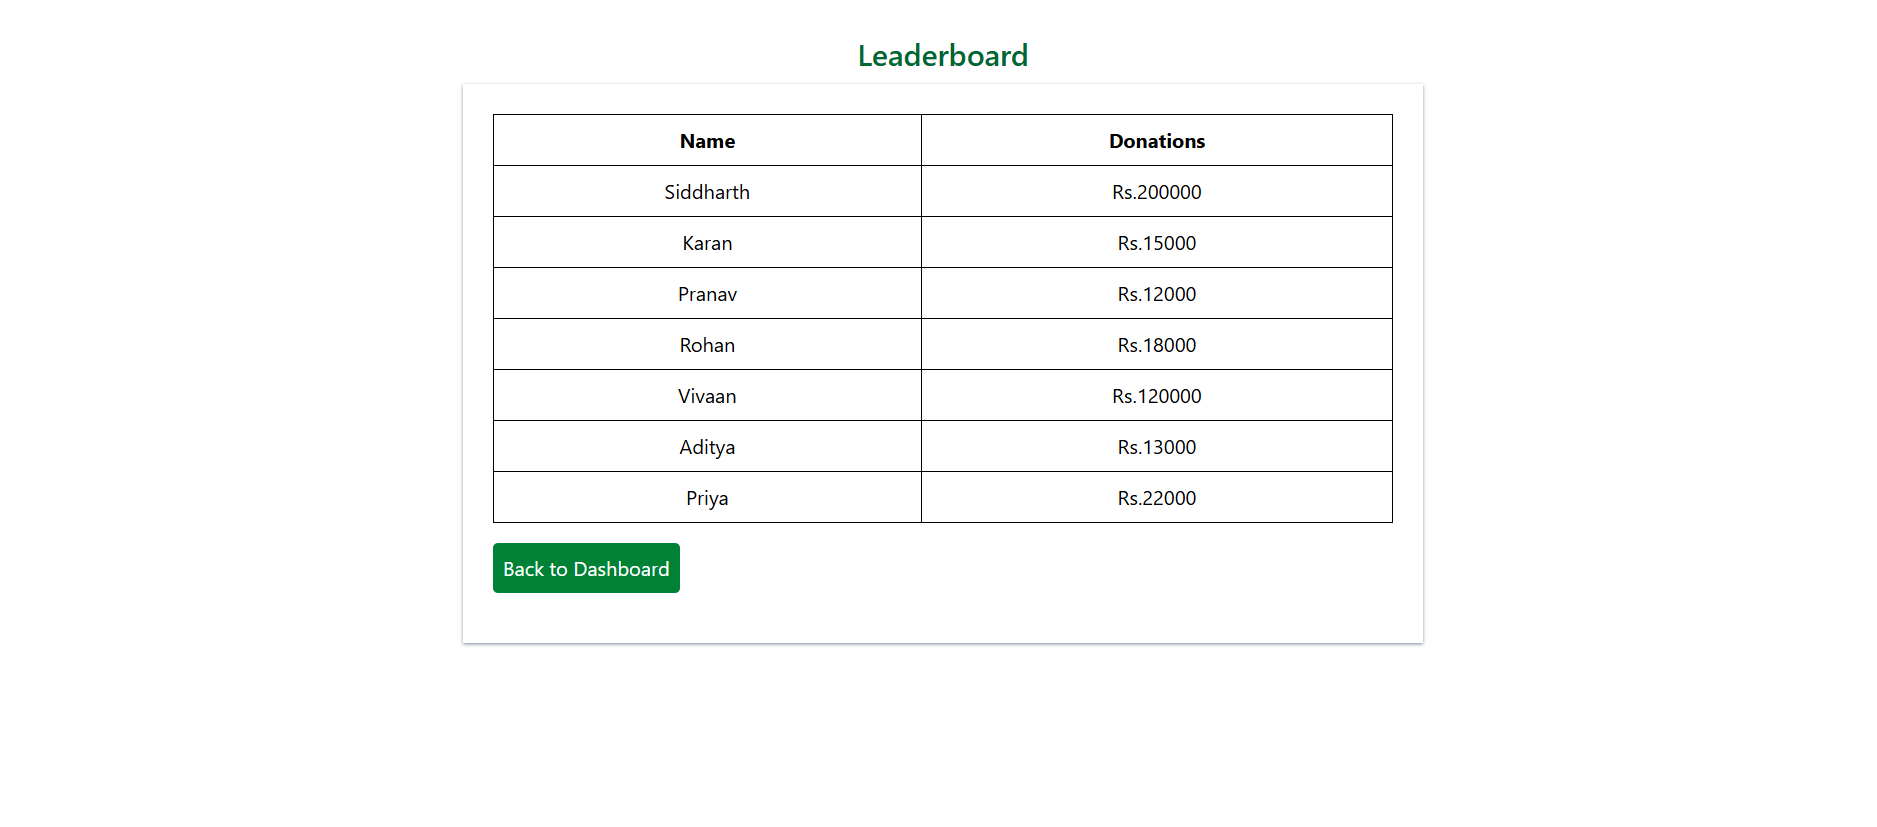 Leaderboard
Name Donations
Siddharth Rs.200000
Karan Rs.15000
Pranav Rs.12000
Rohan Rs.18000
Vivaan Rs.120000
Aditya Rs.13000
Priya Rs.22000
Back to Dashboard